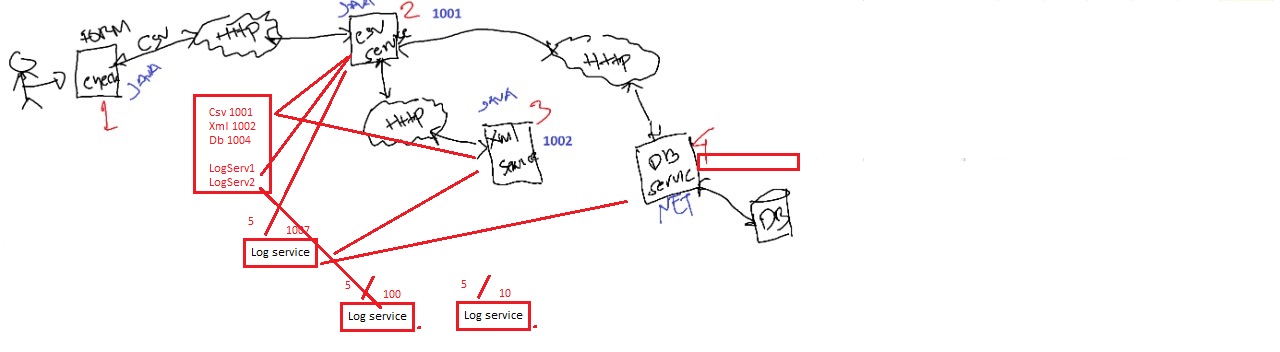 FORM
check
JAVA
1
CSV
HTTP
JAVA
2
1001
CSV
Service
HTTP
HTTP
JAVA
3
1002
Xml
Service
4
DB
Servic
NET
DB
Csv 1001
Xml 1002
Db 1004
LogServ1
LogServ2
5
1007
Log service
5
100
Log service
5
10
Log service